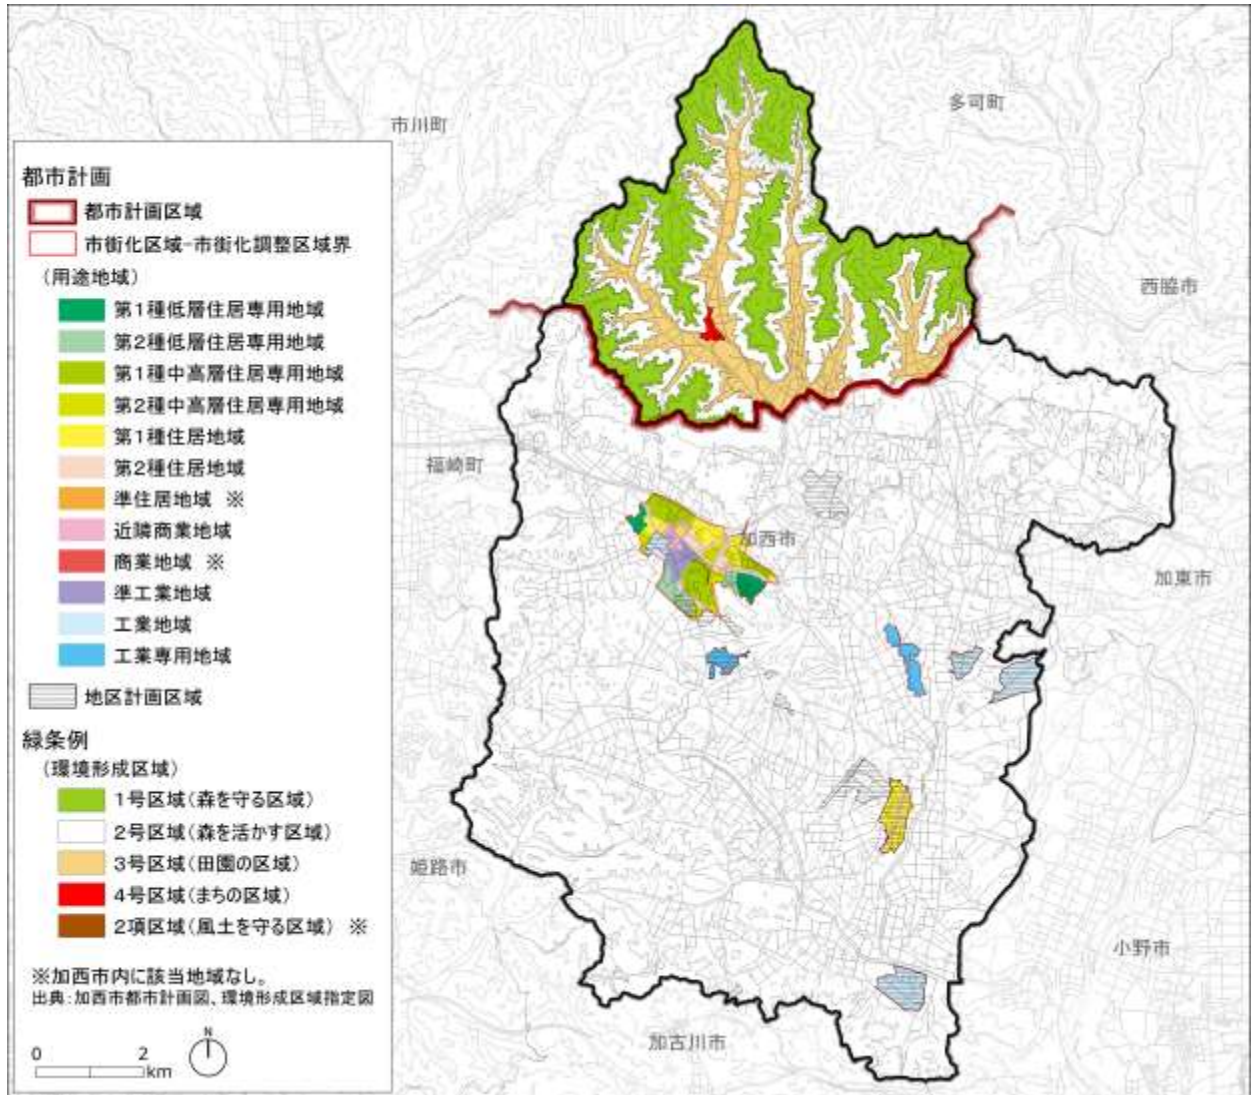 都市計画
都市計画区域
市街化区域-市街化調整区域界
(用途地域)
第1種低層住居専用地域
第2種低層住居専用地域
第1種中高層住居専用地域
第2種中高層住居専用地域
第1種住居地域
第2種住居地域
準住居地域 ※
近隣商業地域
商業地域 ※
準工業地域
工業地域
工業専用地域
地区計画区域
緑条例
(環境形成区域)
1号区域(森を守る区域)
2号区域(森を活かす区域)
3号区域(田園の区域)
4号区域(まちの区域)
2項区域(風土を守る区域) ※
※加西市内に該当地域なし。
出典:加西市都市計画図、環境形成区域指定図
0 2
km
N
市川町
多可町
西脇市
福崎町
加西市
加東市
姫路市
小野市
加古川市